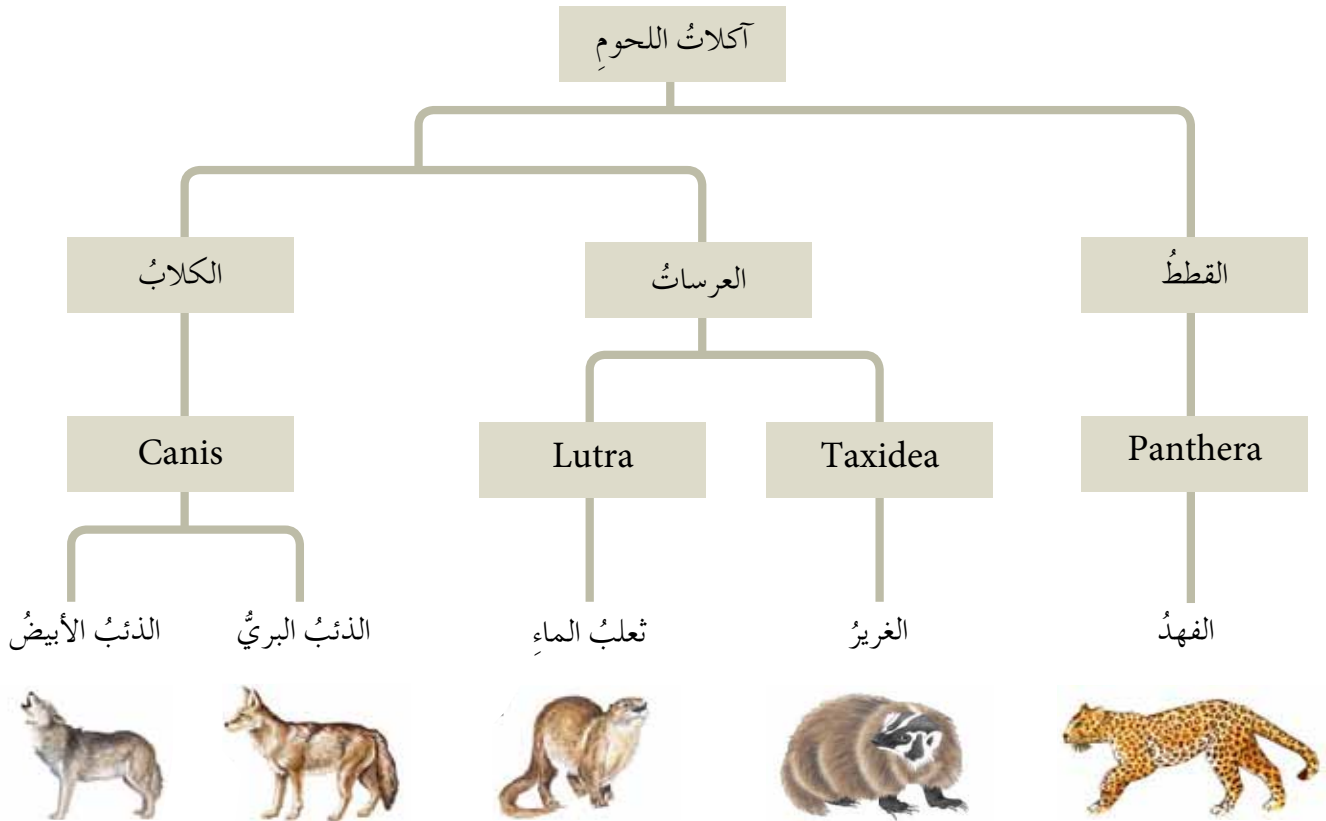 آكلاتُ اللحومِ
القططُ
العرساتُ
الكلابُ
Panthera
Taxidea
Lutra
Canis
الفهدُ
الغريرُ
ثعلبُ الماءِ
الذئبُ البريُّ
الذئبُ الأبيضُ